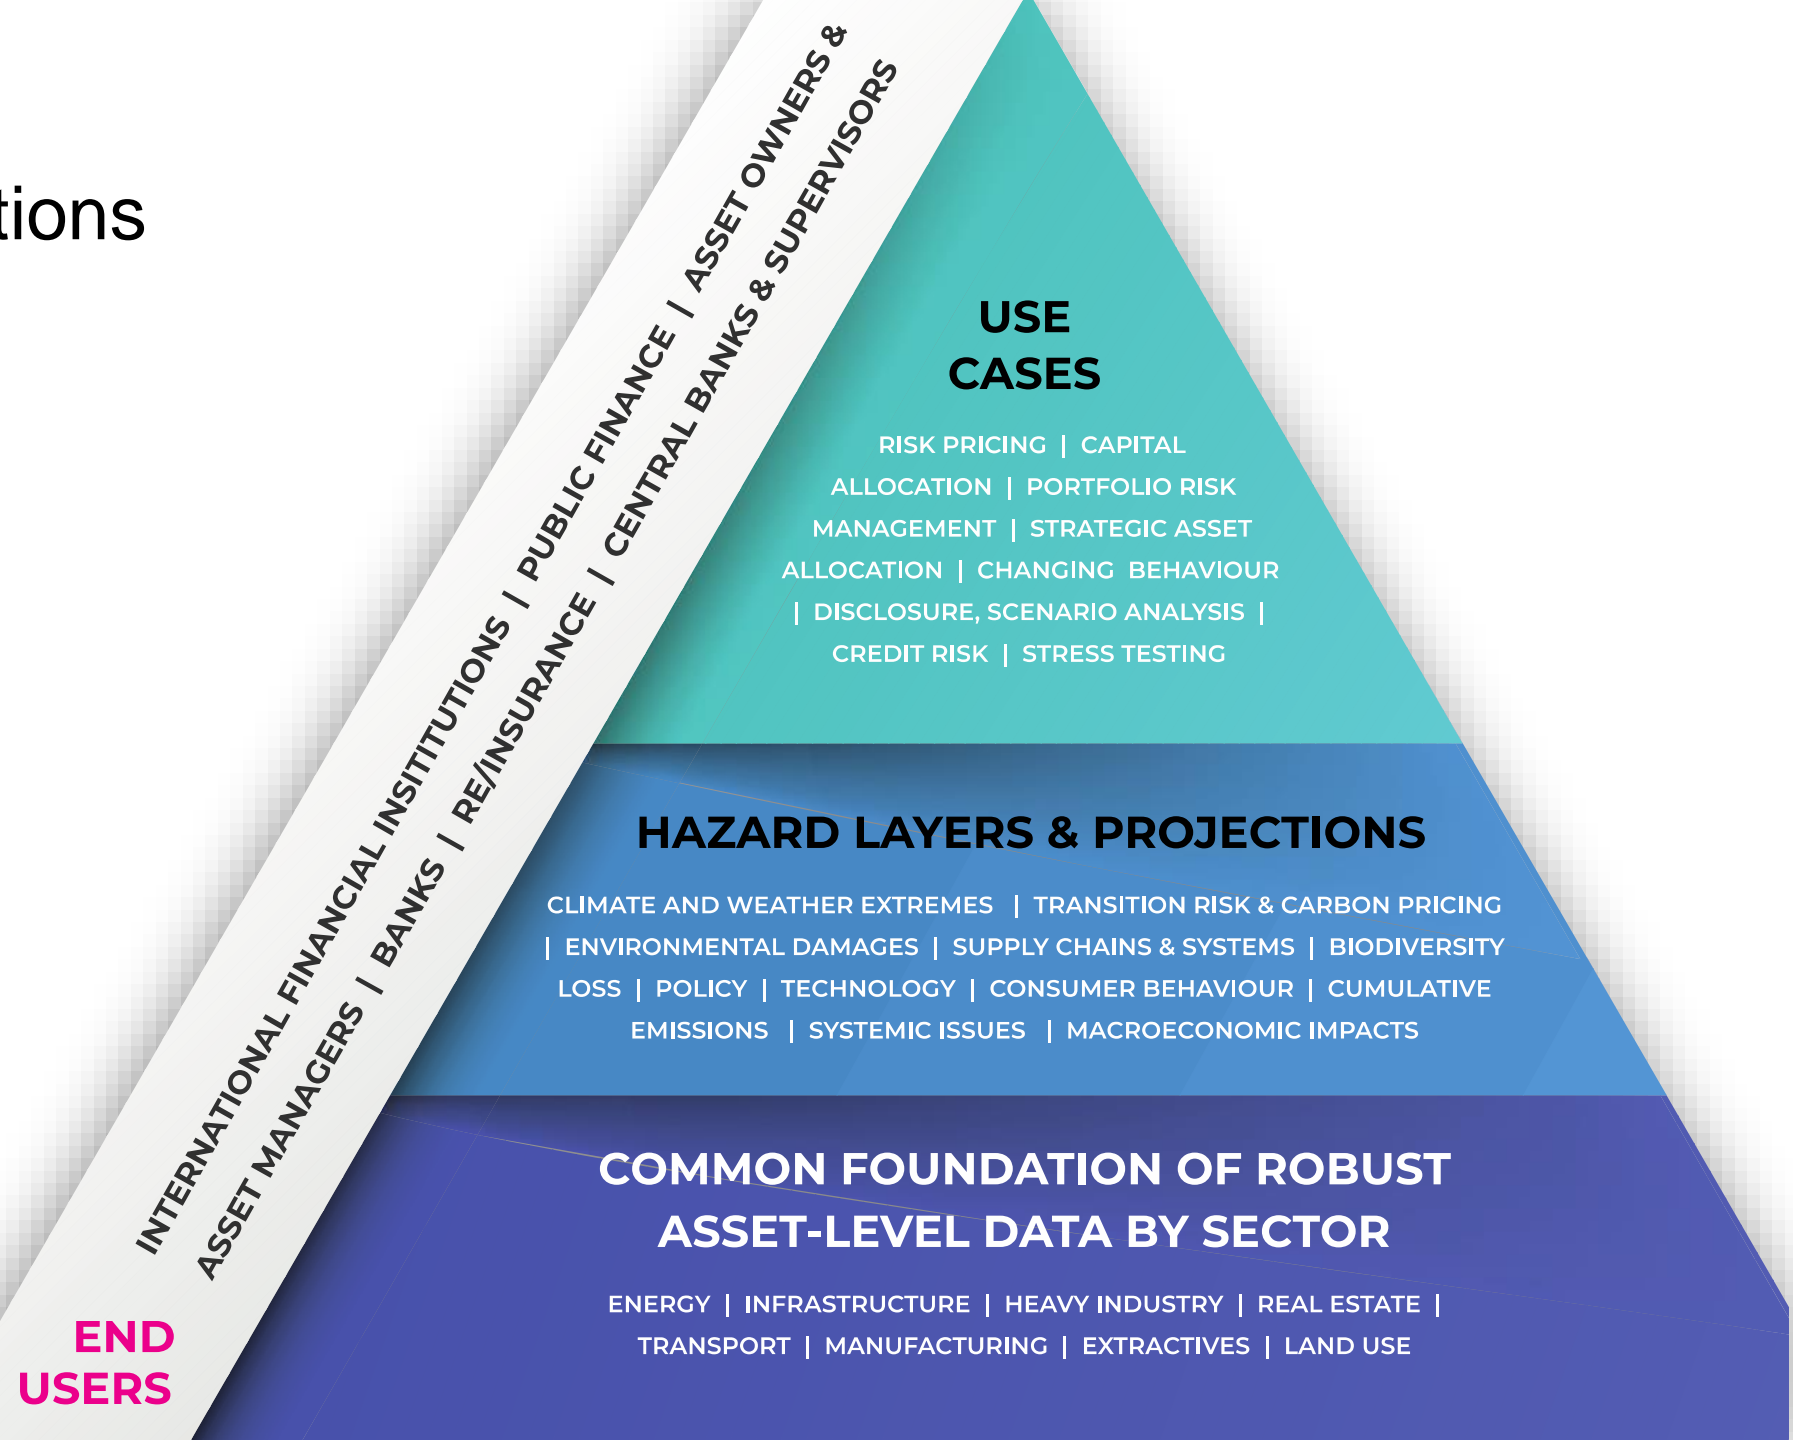 tions
INTERNATIONAL FINANCIAL INSITITUTIONS | PUBLIC FINANCE | ASSET OWNERS &
ASSET MANAGERS | BANKS | RE/INSURANCE | CENTRAL BANKS & SUPERVISORS
END
USERS
USE
CASES
RISK PRICING | CAPITAL
ALLOCATION | PORTFOLIO RISK
MANAGEMENT | STRATEGIC ASSET
ALLOCATION | CHANGING BEHAVIOUR
| DISCLOSURE, SCENARIO ANALYSIS |
CREDIT RISK | STRESS TESTING
HAZARD LAYERS & PROJECTIONS
CLIMATE AND WEATHER EXTREMES | TRANSITION RISK & CARBON PRICING
| ENVIRONMENTAL DAMAGES | SUPPLY CHAINS & SYSTEMS | BIODIVERSITY
LOSS | POLICY | TECHNOLOGY | CONSUMER BEHAVIOUR | CUMULATIVE
EMISSIONS | SYSTEMIC ISSUES | MACROECONOMIC IMPACTS
COMMON FOUNDATION OF ROBUST
ASSET-LEVEL DATA BY SECTOR
ENERGY | INFRASTRUCTURE | HEAVY INDUSTRY | REAL ESTATE |
TRANSPORT | MANUFACTURING | EXTRACTIVES | LAND USE